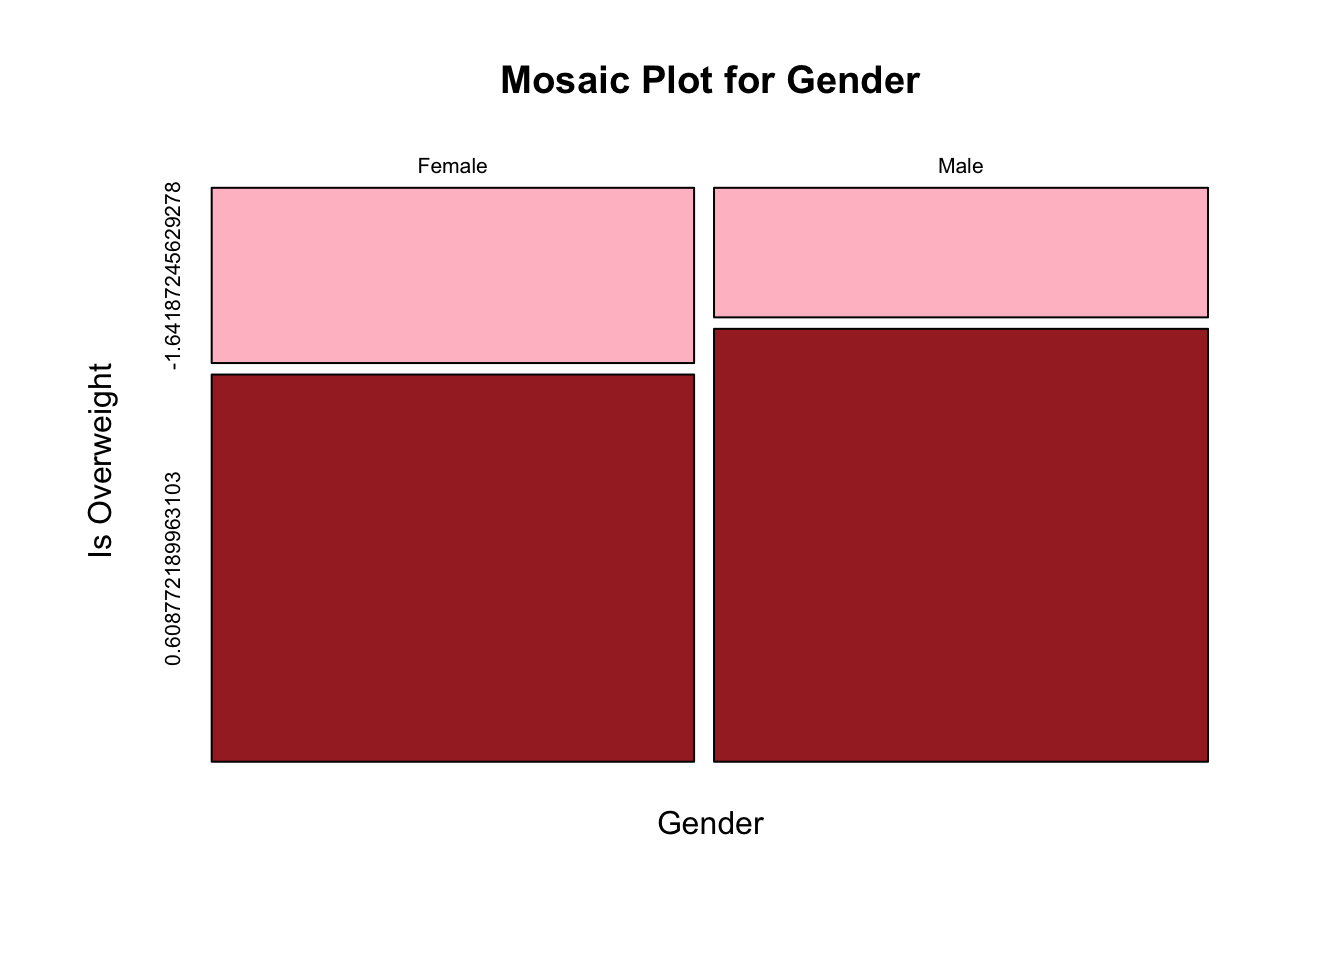 Mosaic Plot for Gender
Female
Male
-1.64187245629278
0.608772189963103
Is Overweight
Gender